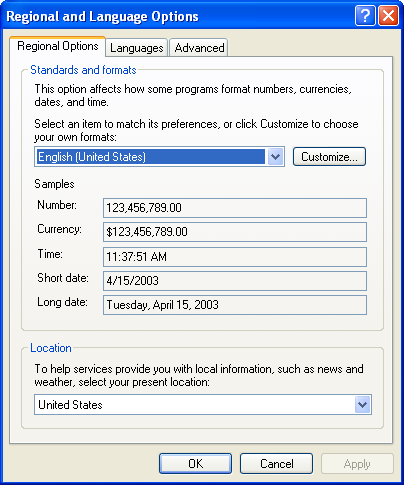 Regional and Language Options
Regional Options
Languages
Advanced
Standards and formats
This option affects how some programs format numbers, currencies,
dates, and time.
Select an item to match its preferences, or click Customize to choose
your own formats:
English (United States)
Customize...
Samples
Number:
123,456,789.00
Currency:
$123,456,789.00
Time:
11:37:51 AM
Short date:
4/15/2003
Long date:
Tuesday, April 15, 2003
Location
To help services provide you with local information, such as news and
weather, select your present location:
United States
OK
Cancel
Apply